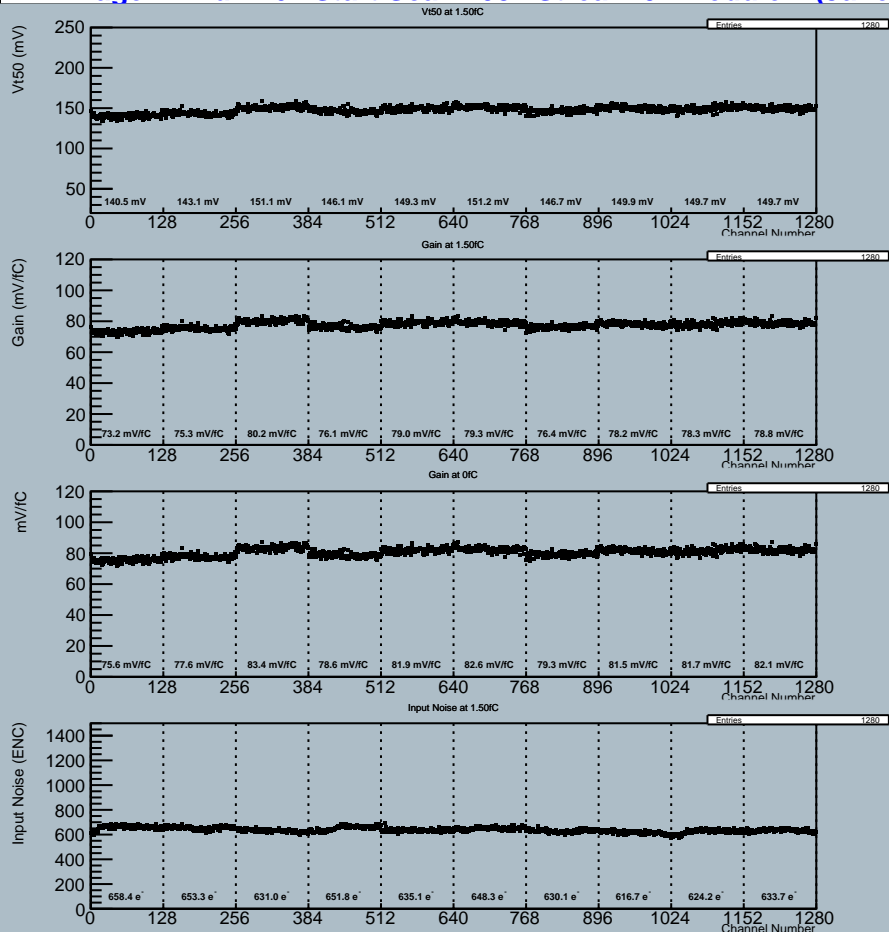 Vt50 at 1.50fC
Entries 1280
Vt50 (mV)
250
200
150
100
50
140.5 mV 143.1 mV 151.1 mV 146.1 mV 149.3 mV 151.2 mV 146.7 mV 149.9 mV 149.7 mV 149.7 mV
0 128 256 384 512 640 768 896 1024 1152 1280
Channel Number
Gain at 1.50fC
Entries 1280
Gain (mV/fC)
120
100
80
60
40
20
0
73.2 mV/fC 75.3 mV/fC 80.2 mV/fC 76.1 mV/fC 79.0 mV/fC 79.3 mV/fC 76.4 mV/fC 78.2 mV/fC 78.3 mV/fC 78.8 mV/fC
0 128 256 384 512 640 768 896 1024 1152 1280
Channel Number
Gain at 0fC
Entries 1280
mV/fC
120
100
80
60
40
20
0
75.6 mV/fC 77.6 mV/fC 83.4 mV/fC 78.6 mV/fC 81.9 mV/fC 82.6 mV/fC 79.3 mV/fC 81.5 mV/fC 81.7 mV/fC 82.1 mV/fC
0 128 256 384 512 640 768 896 1024 1152 1280
Channel Number
Input Noise at 1.50fC
Entries 1280
Input Noise (ENC)
1400
1200
1000
800
600
400
200
0
658.4 e⁻ 653.3 e⁻ 631.0 e⁻ 651.8 e⁻ 635.1 e⁻ 648.3 e⁻ 630.1 e⁻ 616.7 e⁻ 624.2 e⁻ 633.7 e⁻
0 128 256 384 512 640 768 896 1024 1152 1280
Channel Number